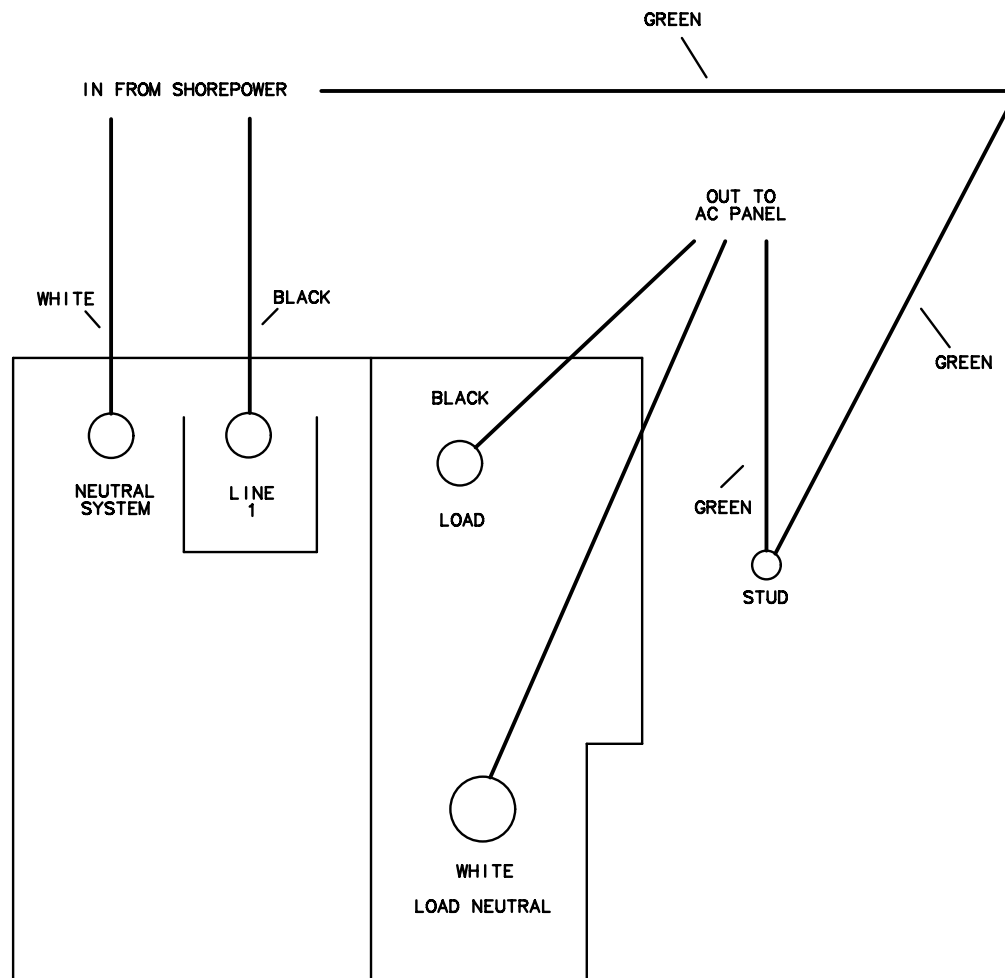 GREEN
IN FROM SHOREPOWER
OUT TO
AC PANEL
WHITE
BLACK
GREEN
BLACK
NEUTRAL
SYSTEM
LINE
1
LOAD
GREEN
STUD
WHITE
LOAD NEUTRAL